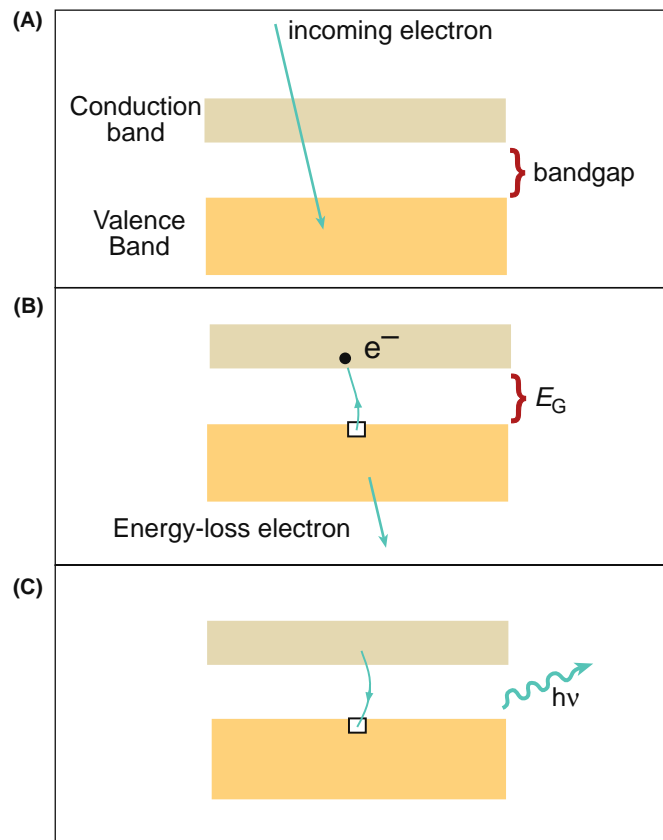 (A)
incoming electron
Conduction
band
bandgap
Valence
Band
(B)
e−
EG
Energy-loss electron
(C)
hν